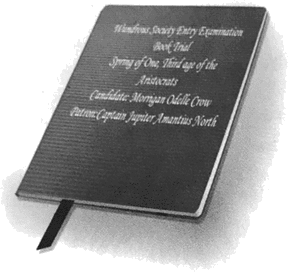 Wundrous Society Entry Examination
Book Trial
Spring of One, Third age of the
Aristocrats
Candidate: Morrigan Odelle Crow
Patron:Captain Jupiter Amantius North